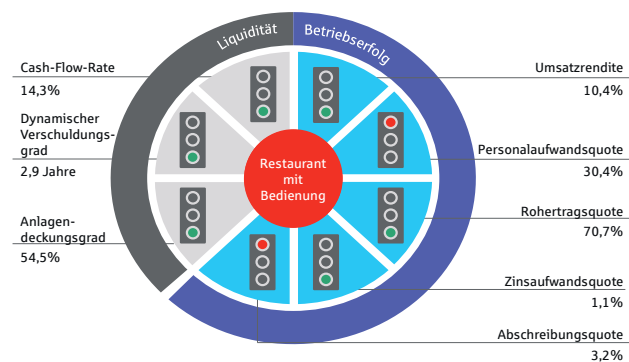 Liquidität
Betriebserfolg
Cash-Flow-Rate
14,3%
Dynamischer
Verschuldungs-
grad
2,9 Jahre
Anlagen-
deckungsgrad
54,5%
Restaurant
mit
Bedienung
Umsatzrendite
10,4%
Personalaufwandsquote
30,4%
Rohertragsquote
70,7%
Zinsaufwandsquote
1,1%
Abschreibungsquote
3,2%